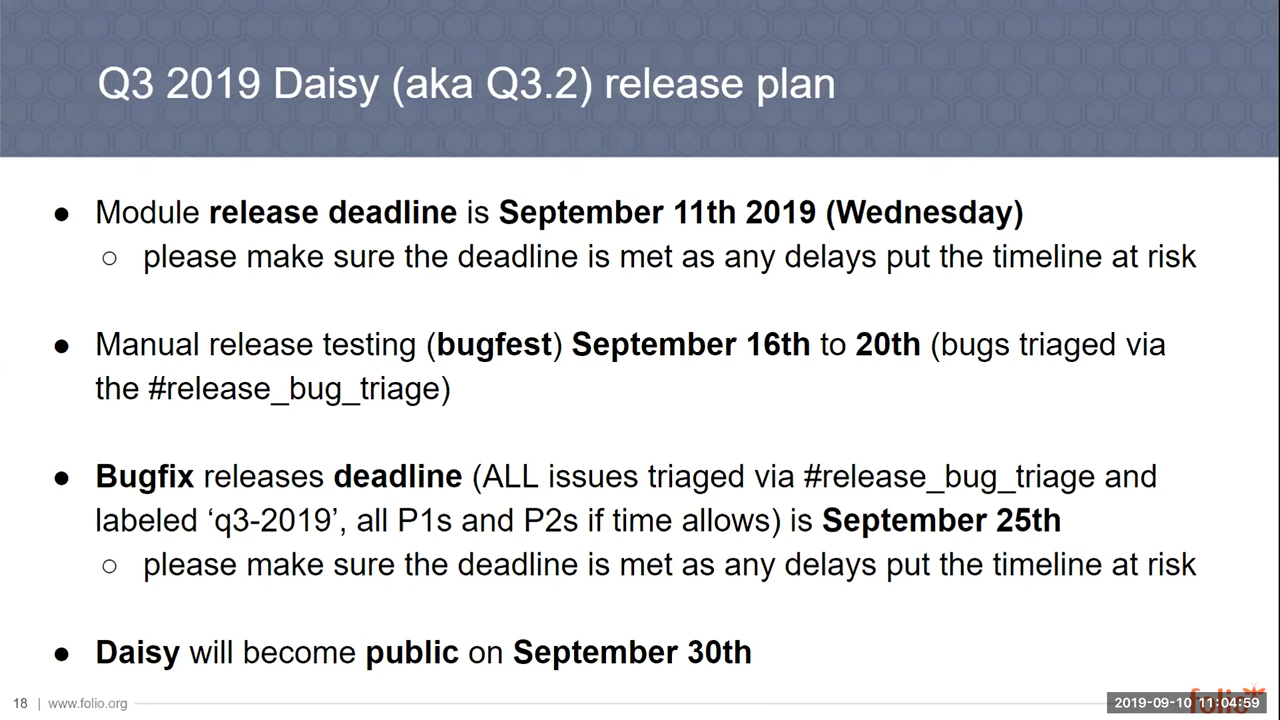 Q3 2019 Daisy (aka Q3.2) release plan
● Module release deadline is September 11th 2019 (Wednesday)
○ please make sure the deadline is met as any delays put the timeline at risk
● Manual release testing (bugfest) September 16th to 20th (bugs triaged via
the #release_bug_triage)
● Bugfix releases deadline (ALL issues triaged via #release_bug_triage and
labeled ‘q3-2019’, all P1s and P2s if time allows) is September 25th
○ please make sure the deadline is met as any delays put the timeline at risk
● Daisy will become public on September 30th
18 | www.folio.org
folio
2019-09-10 11:04:59